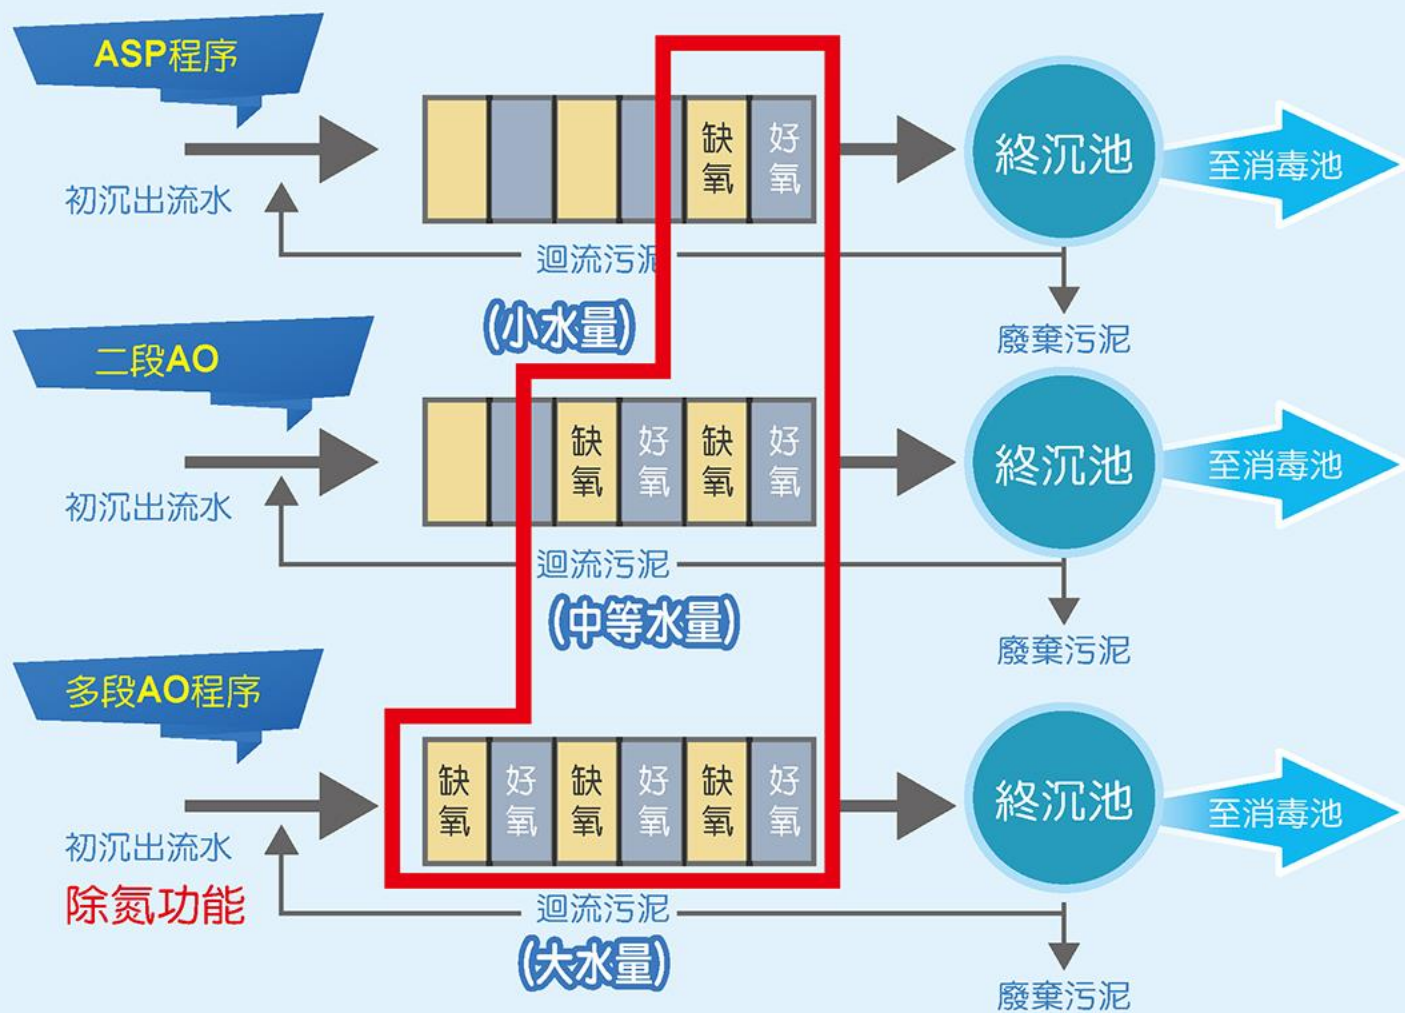 ASP程序
初沉出流水
缺氧
好氧
終沉池
至消毒池
迴流污泥
廢棄污泥
(小水量)
二段AO
初沉出流水
缺氧
好氧
缺氧
好氧
終沉池
至消毒池
迴流污泥
廢棄污泥
(中等水量)
多段AO程序
初沉出流水
除氮功能
缺氧
好氧
缺氧
好氧
缺氧
好氧
終沉池
至消毒池
迴流污泥
廢棄污泥
(大水量)